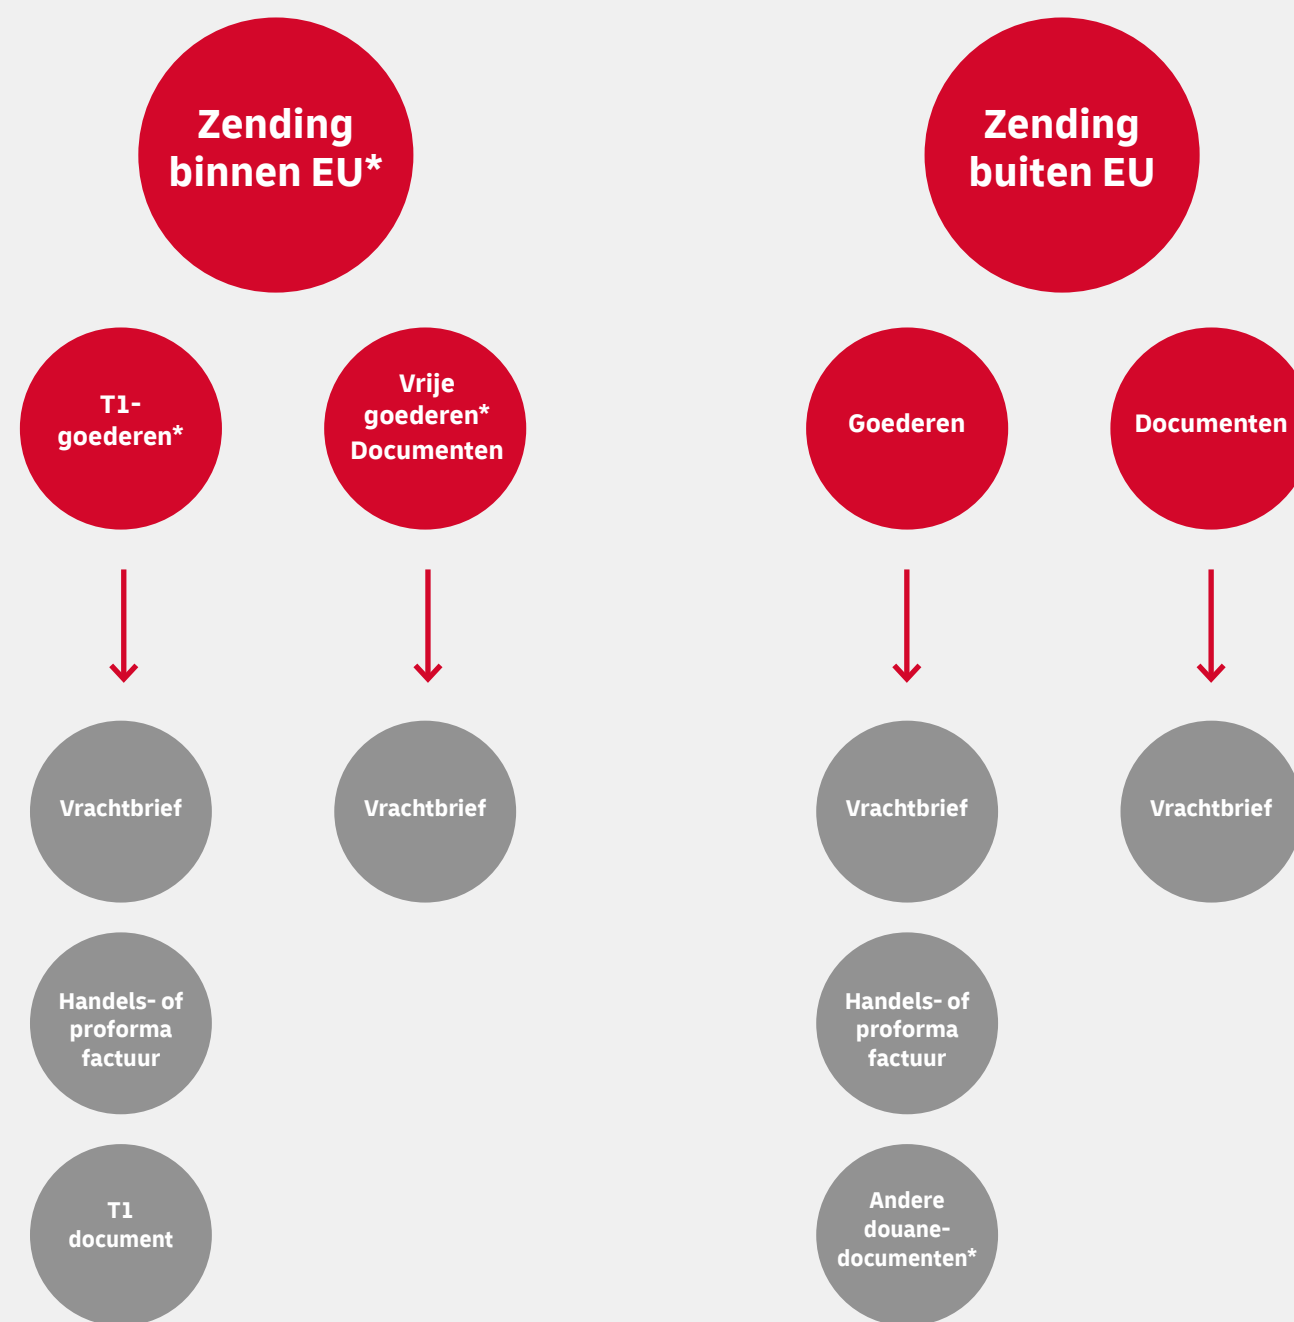 Zending
binnen EU*
Zending
buiten EU
T1-
goederen*
Vrije
goederen*
Documenten
Goederen
Documenten
Vrachtbrief
Vrachtbrief
Vrachtbrief
Vrachtbrief
Handels- of
proforma
factuur
Handels- of
proforma
factuur
T1
document
Andere
douane-
documenten*